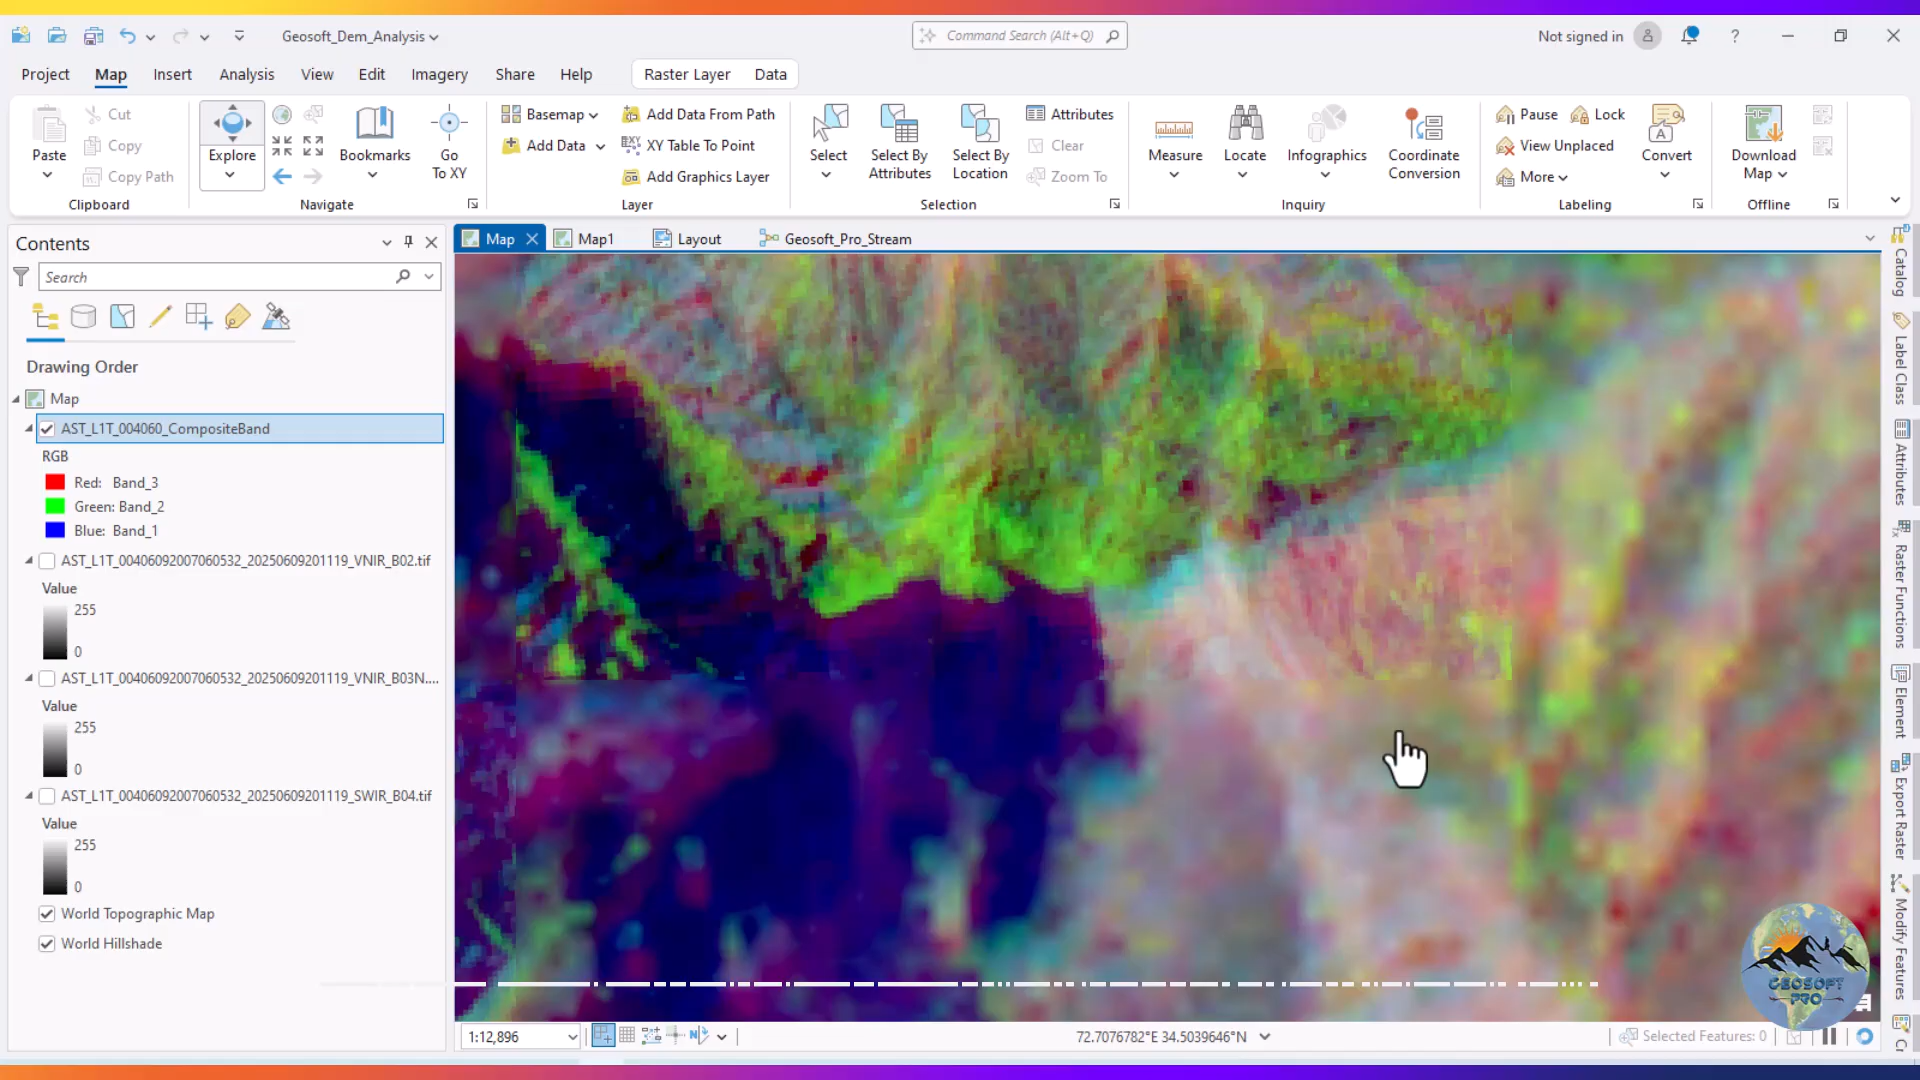 Geosoft_Dem_Analysis
Command Search (Alt+Q)
Not signed in
?
Project Map Insert Analysis View Edit Imagery Share Help Raster Layer Data
Paste
Cut
Copy
Copy Path
Clipboard
Explore
Bookmarks
Go To XY
Navigate
Basemap
Add Data
Add Data From Path
XY Table To Point
Add Graphics Layer
Layer
Select
Select By Attributes
Select By Location
Attributes
Clear
Zoom To
Selection
Measure
Locate
Infographics
Coordinate Conversion
Inquiry
Pause
Lock
View Unplaced
More
Convert
Labeling
Download Map
Offline
Contents
Search
Drawing Order
Map
AST_L1T_004060_CompositeBand
RGB
Red: Band_3
Green: Band_2
Blue: Band_1
AST_L1T_00406092007060532_20250609201119_VNIR_B02.tif
Value
255
0
AST_L1T_00406092007060532_20250609201119_VNIR_B03N....
Value
255
0
AST_L1T_00406092007060532_20250609201119_SWIR_B04.tif
Value
255
0
World Topographic Map
World Hillshade
Map Map1 Layout Geosoft_Pro_Stream
1:12,896
72.7076782°E 34.5039646°N
Selected Features: 0
Catalog
Label Class
Attributes
Raster Functions
Element
Export Raster
Modify Features
Cr
GEOSOFT
PRO